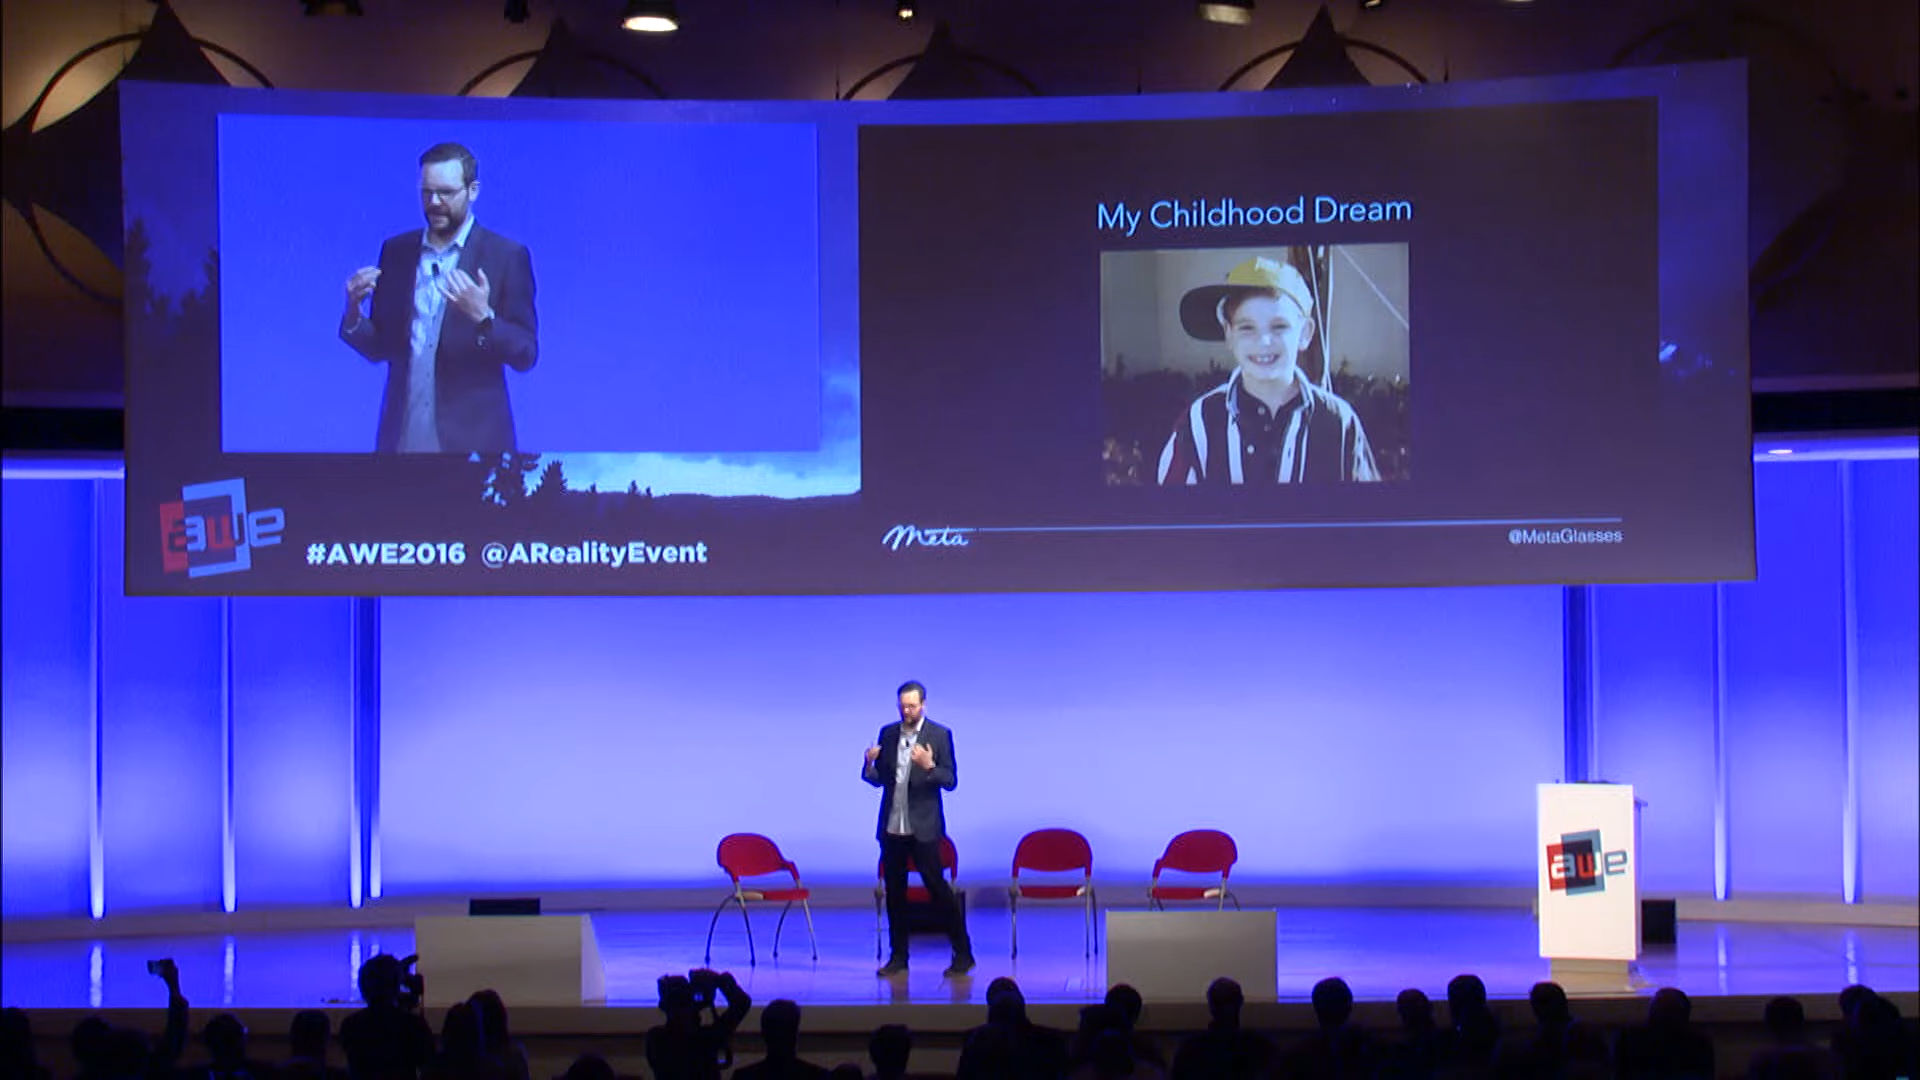 My Childhood Dream
awe
#AWE2016 @ARealityEvent
Meta
@MetaGlasses
awe